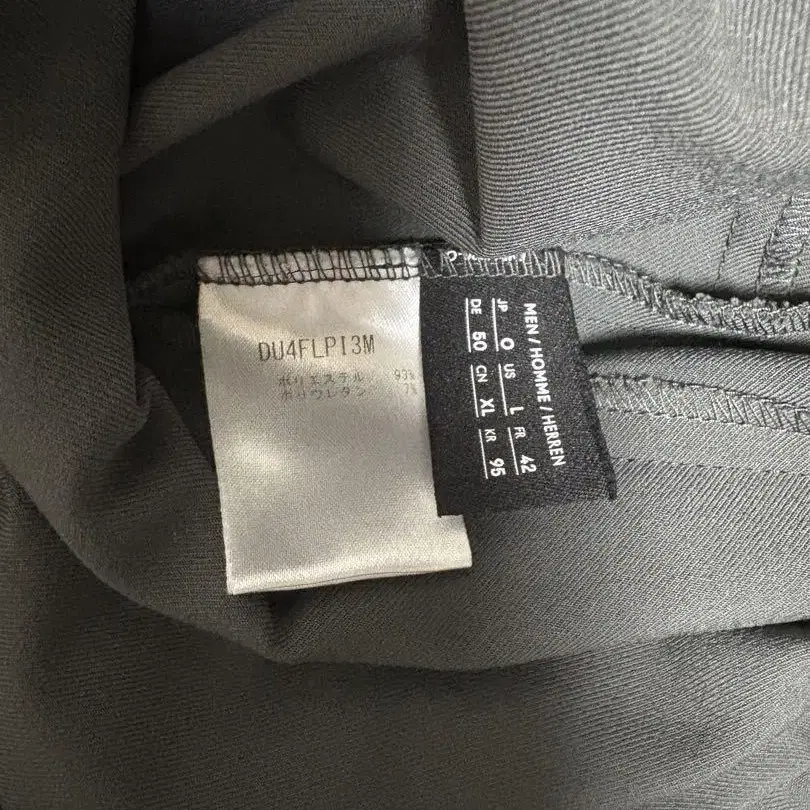 DU4FLPI3M
ポリエステル 93%
ポリウレタン 7%
MEN/HOMME/HERREN
JP O US L FR 42
DE 50 CN XL KR 95